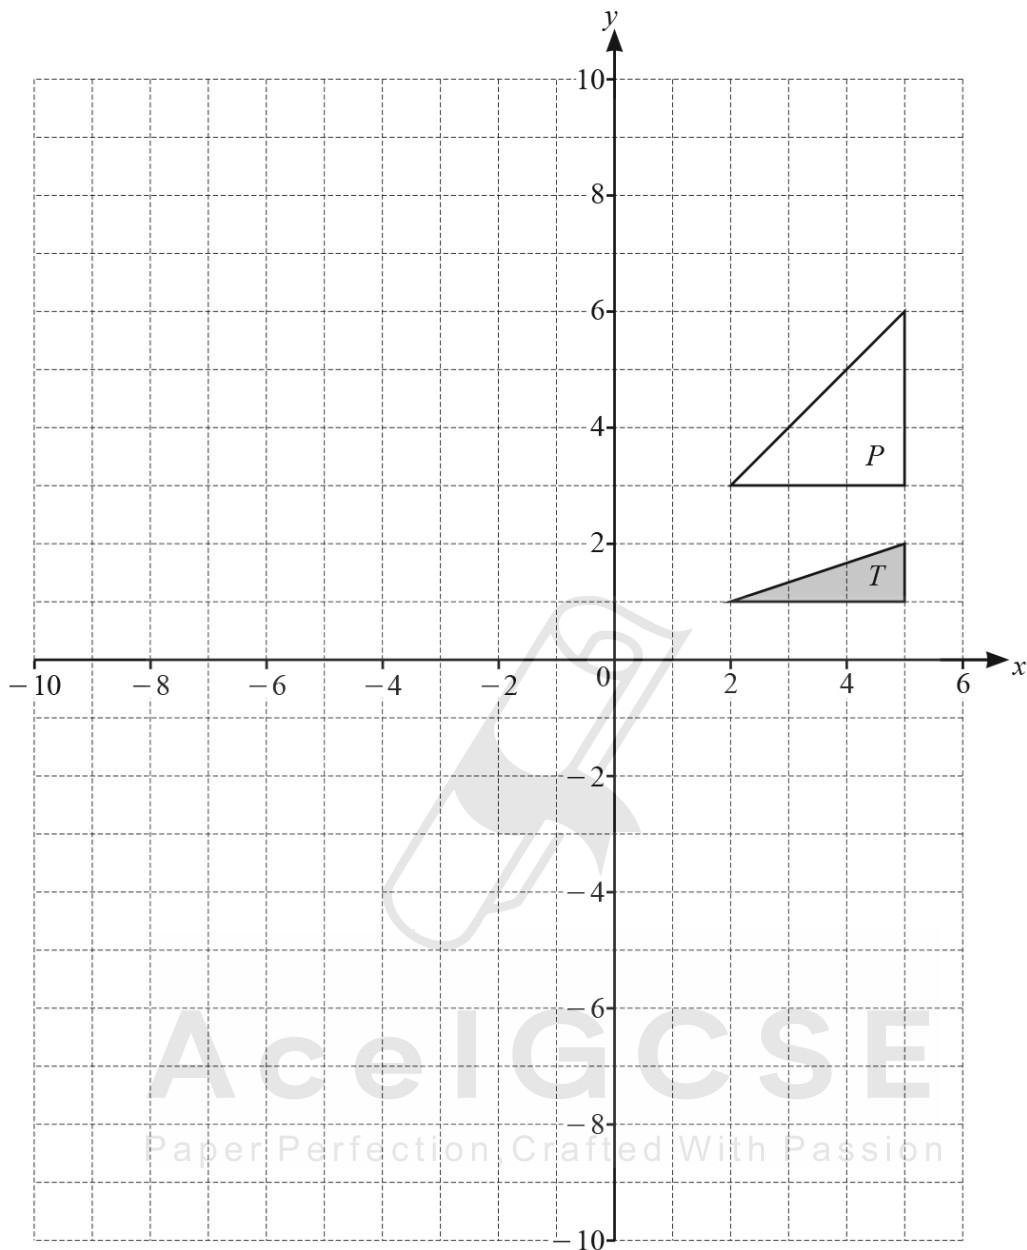 y
10
8
6
4
P
2
T
−10 −8 −6 −4 −2 0 2 4 6 x
−2
−4
−6
AceIGCSE
−8
Paper Perfection, Crafted With Passion
−10